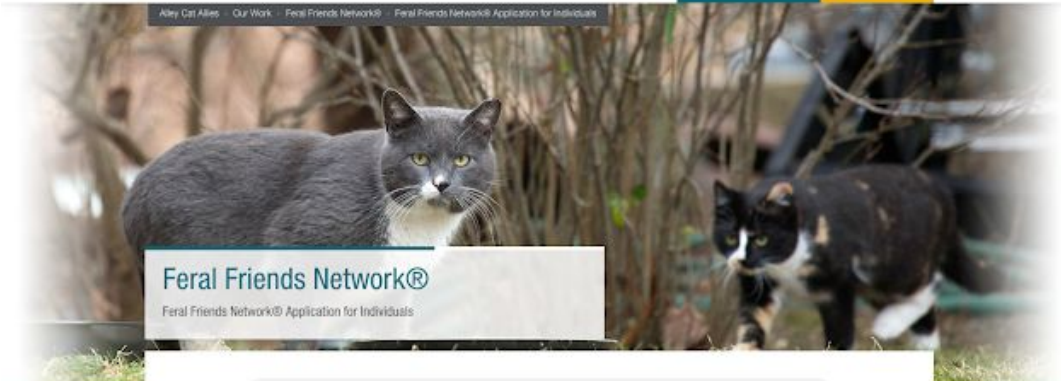 Alley Cat Allies · Our Work · Feral Friends Network® · Feral Friends Network® Application for Individuals
Feral Friends Network®
Feral Friends Network® Application for Individuals